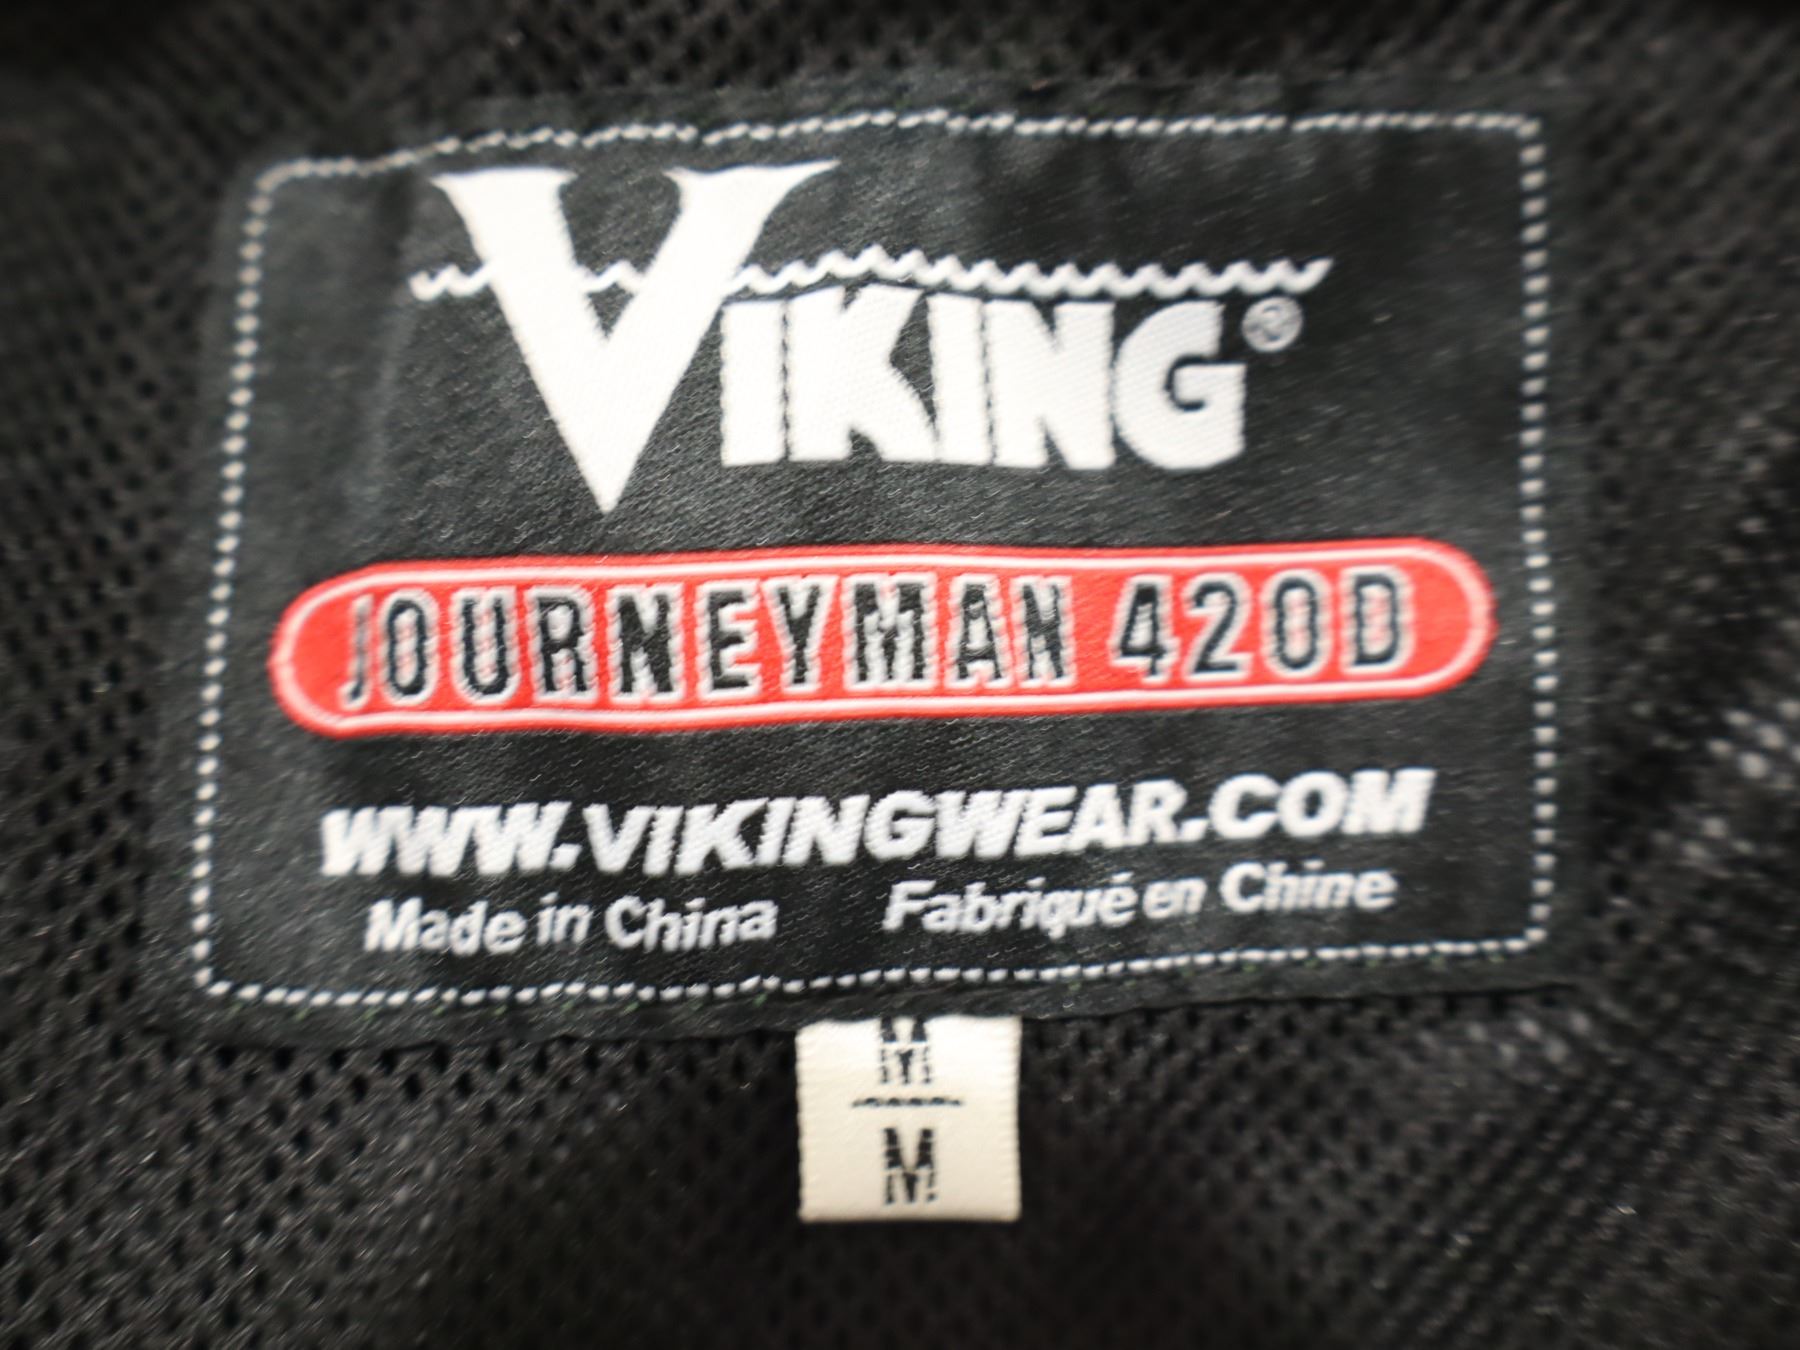 VIKING®
JOURNEYMAN 420D
WWW.VIKINGWEAR.COM
Made in China Fabriqué en Chine
M
M